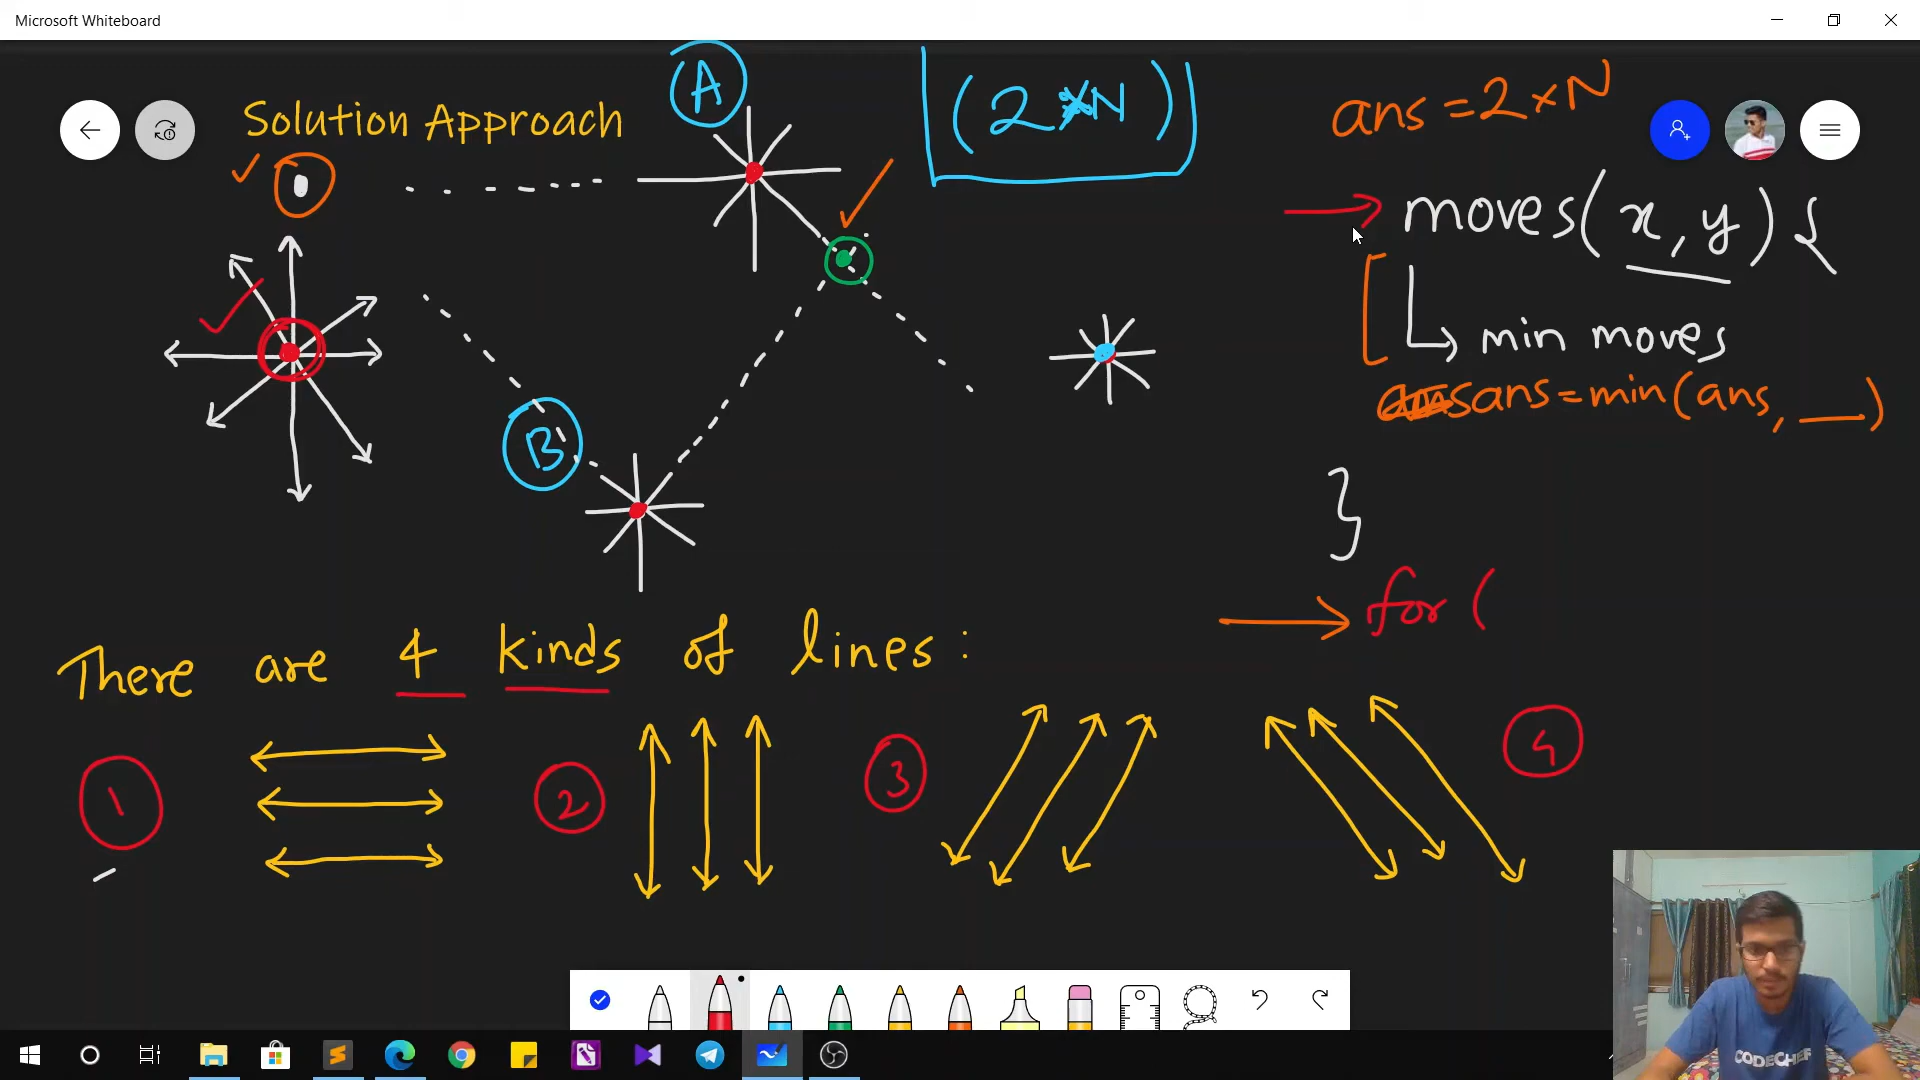 Microsoft Whiteboard
Solution Approach
A
(2*N)
ans = 2 × N
moves(x, y) {
min moves
ans = min(ans, __)
B
}
for (
There are 4 kinds of lines:
1
2
3
4
CODECHEF